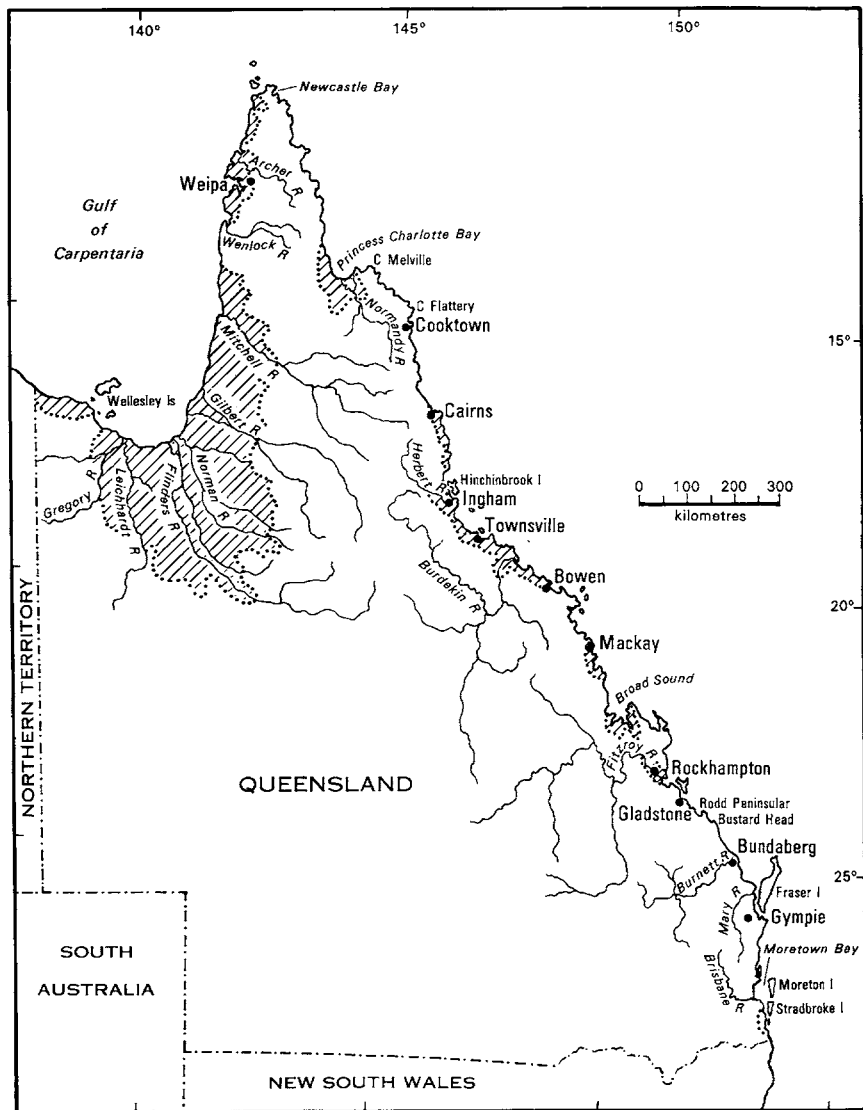 140°
145°
150°
Newcastle Bay
Archer R
Weipa
Gulf
of
Carpentaria
Wenlock R
Princess Charlotte Bay
C Melville
Normandy R
C Flattery
Cooktown
15°
Mitchell R
Wellesley Is
Gilbert R
Cairns
Herbert R
Hinchinbrook I
Ingham
Gregory R
Leichhardt R
Flinders R
Norman R
0 100 200 300
kilometres
Townsville
Burdekin R
Bowen
20°
NORTHERN TERRITORY
Mackay
Broad Sound
Fitzroy R
Rockhampton
QUEENSLAND
Gladstone
Rodd Peninsular
Bustard Head
Bundaberg
Burnett R
25°
Fraser I
Mary R
Gympie
SOUTH
AUSTRALIA
Moretown Bay
Brisbane R
Moreton I
Stradbroke I
NEW SOUTH WALES
140°
145°
150°